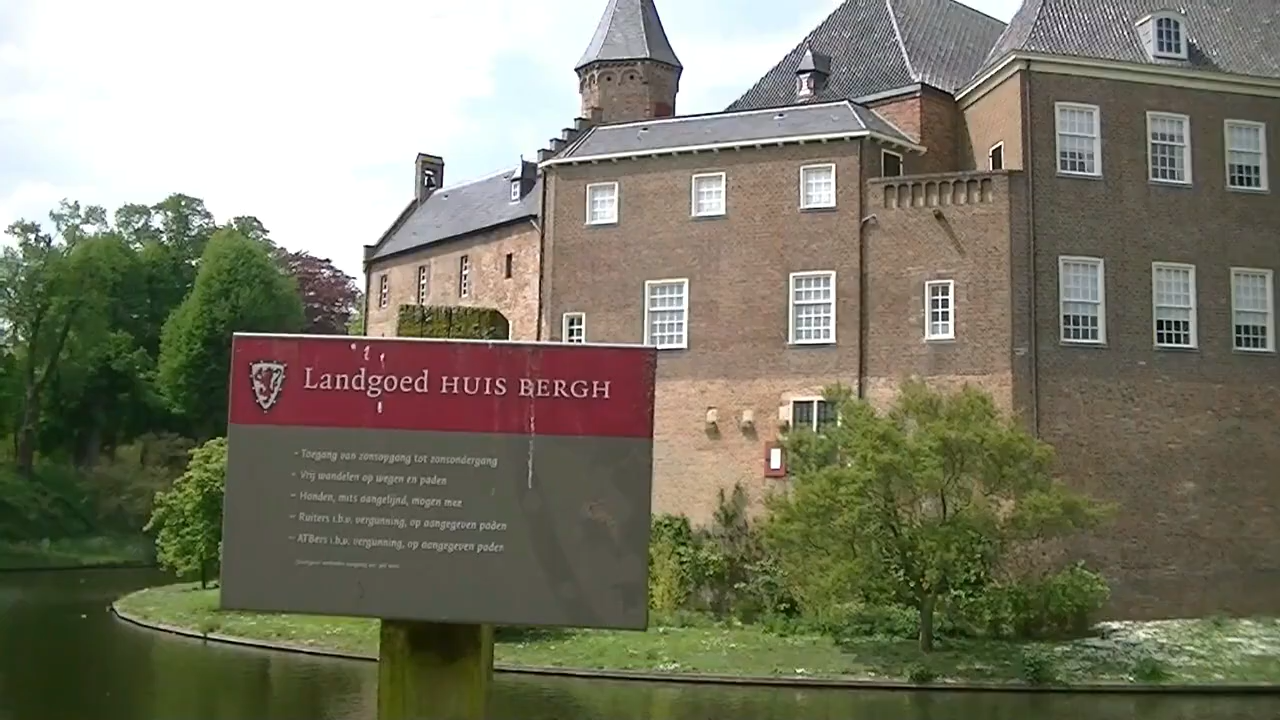 Landgoed HUIS BERGH
- Toegang van zonsopgang tot zonsondergang
- Vrij wandelen op wegen en paden
- Honden, mits aangelijnd, mogen mee
- Ruiters i.b.v. vergunning, op aangegeven paden
- ATBers i.b.v. vergunning, op aangegeven paden